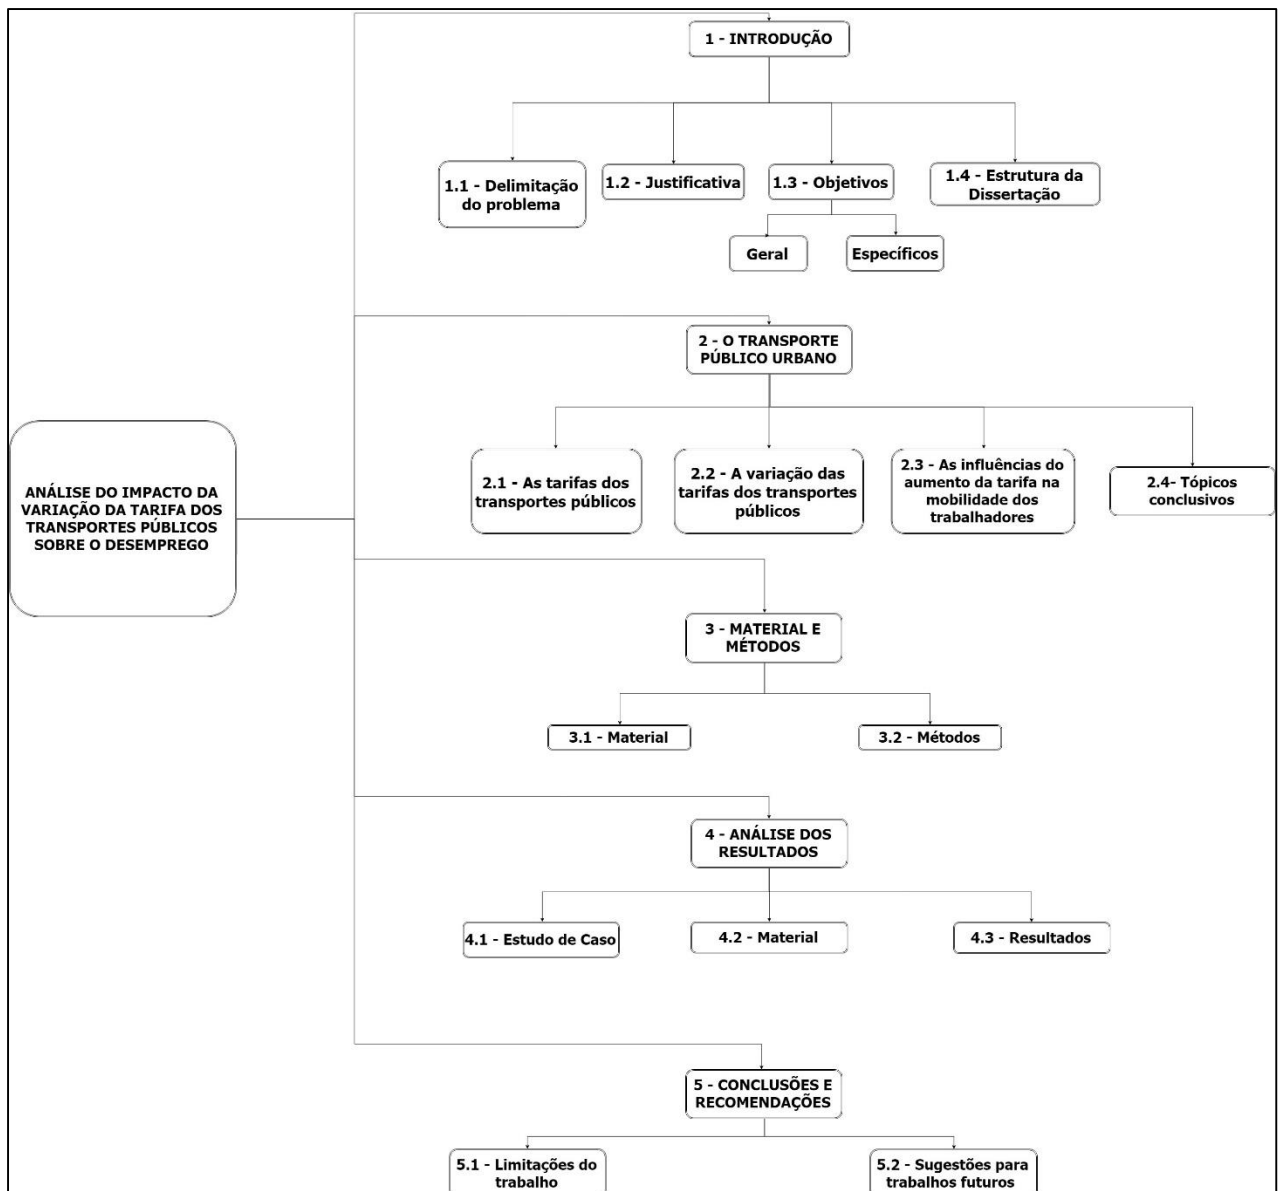 1 - INTRODUÇÃO
1.1 - Delimitação
do problema
1.2 - Justificativa
1.3 - Objetivos
1.4 - Estrutura da
Dissertação
Geral
Específicos
2 - O TRANSPORTE
PÚBLICO URBANO
2.1 - As tarifas dos
transportes públicos
2.2 - A variação das
tarifas dos transportes
públicos
2.3 - As influências do
aumento da tarifa na
mobilidade dos
trabalhadores
2.4- Tópicos
conclusivos
ANÁLISE DO IMPACTO DA
VARIAÇÃO DA TARIFA DOS
TRANSPORTES PÚBLICOS
SOBRE O DESEMPREGO
3 - MATERIAL E
MÉTODOS
3.1 - Material
3.2 - Métodos
4 - ANÁLISE DOS
RESULTADOS
4.1 - Estudo de Caso
4.2 - Material
4.3 - Resultados
5 - CONCLUSÕES E
RECOMENDAÇÕES
5.1 - Limitações do
trabalho
5.2 - Sugestões para
trabalhos futuros